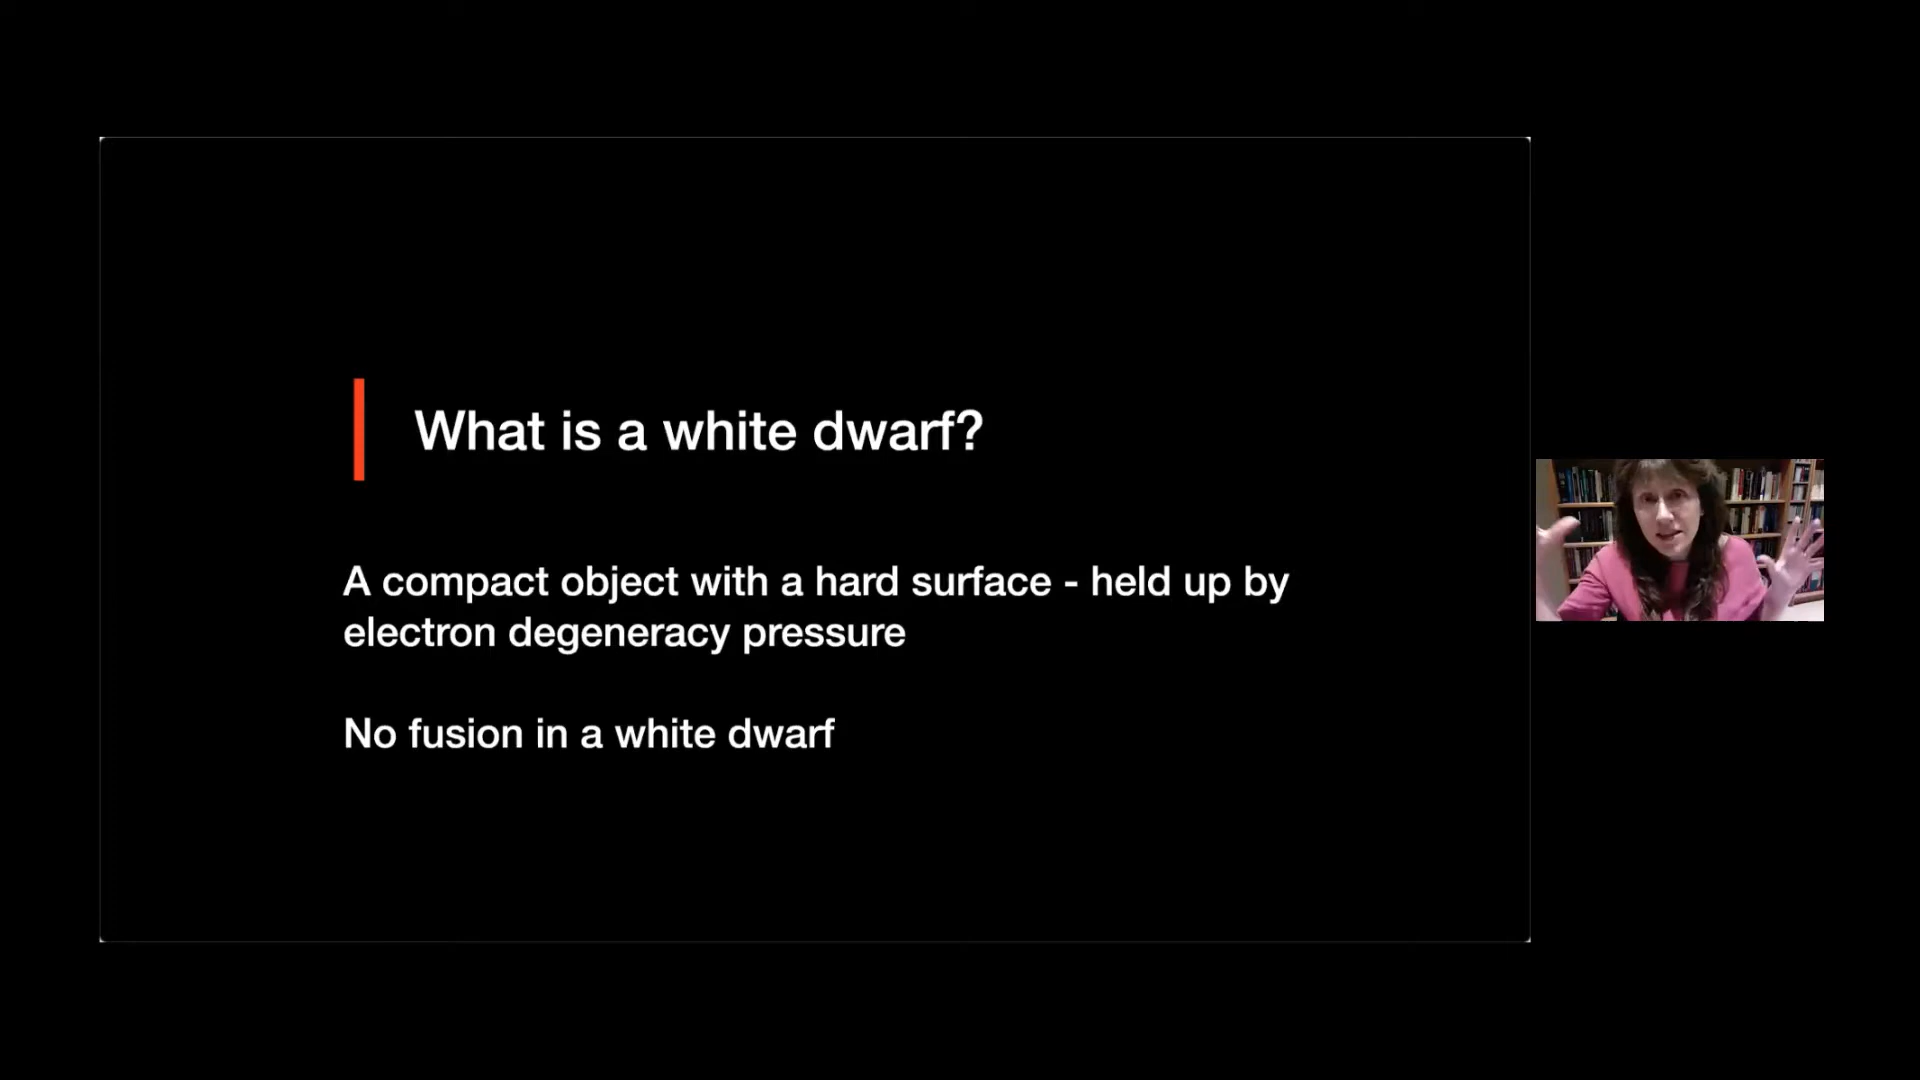 What is a white dwarf?
A compact object with a hard surface - held up by
electron degeneracy pressure
No fusion in a white dwarf